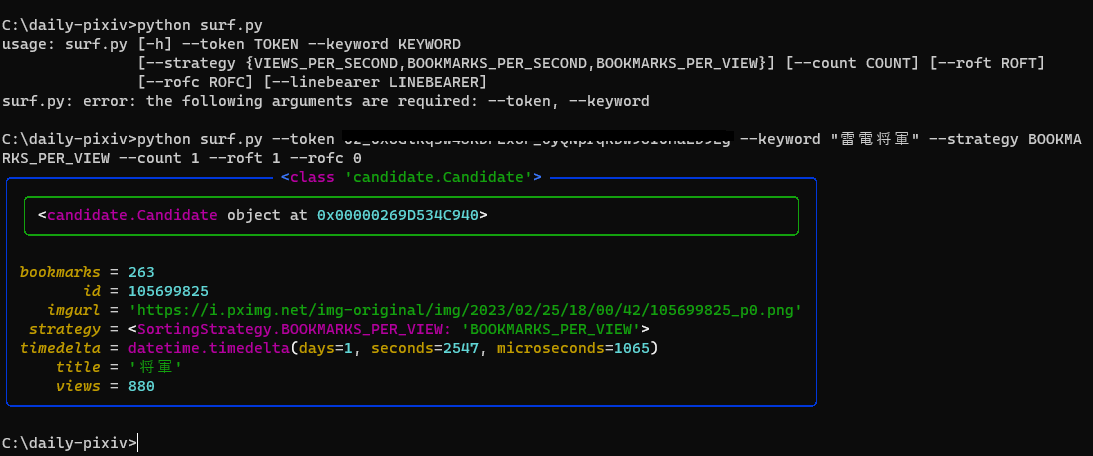 C:\daily-pixiv>python surf.py
usage: surf.py [-h] --token TOKEN --keyword KEYWORD
[--strategy {VIEWS_PER_SECOND,BOOKMARKS_PER_SECOND,BOOKMARKS_PER_VIEW}] [--count COUNT] [--roft ROFT]
[--rofc ROFC] [--linebearer LINEBEARER]
surf.py: error: the following arguments are required: --token, --keyword
C:\daily-pixiv>python surf.py --token --keyword "雷電将軍" --strategy BOOKMA
RKS_PER_VIEW --count 1 --roft 1 --rofc 0
<class 'candidate.Candidate'>
<candidate.Candidate object at 0x00000269D534C940>
bookmarks = 263
id = 105699825
imgurl = 'https://i.pximg.net/img-original/img/2023/02/25/18/00/42/105699825_p0.png'
strategy = <SortingStrategy.BOOKMARKS_PER_VIEW: 'BOOKMARKS_PER_VIEW'>
timedelta = datetime.timedelta(days=1, seconds=2547, microseconds=1065)
title = '将軍'
views = 880
C:\daily-pixiv>